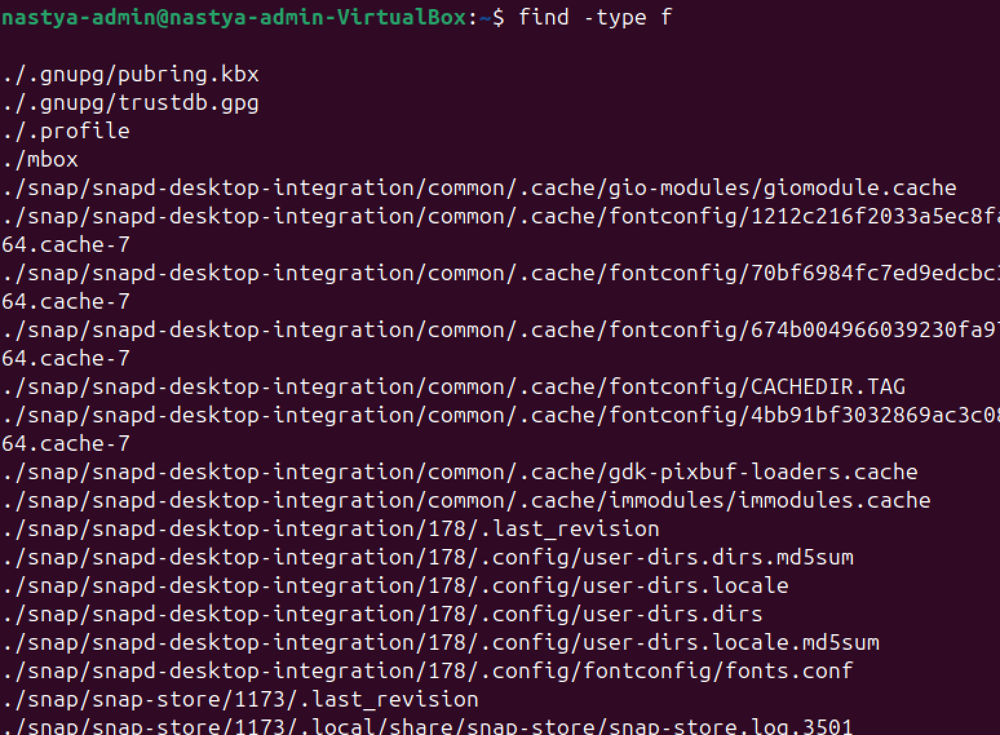 nastya-admin@nastya-admin-VirtualBox:~$ find -type f
./.gnupg/pubring.kbx
./.gnupg/trustdb.gpg
./.profile
./mbox
./snap/snapd-desktop-integration/common/.cache/gio-modules/giomodule.cache
./snap/snapd-desktop-integration/common/.cache/fontconfig/1212c216f2033a5ec8fa
64.cache-7
./snap/snapd-desktop-integration/common/.cache/fontconfig/70bf6984fc7ed9edcbc
64.cache-7
./snap/snapd-desktop-integration/common/.cache/fontconfig/674b004966039230fa9
64.cache-7
./snap/snapd-desktop-integration/common/.cache/fontconfig/CACHEDIR.TAG
./snap/snapd-desktop-integration/common/.cache/fontconfig/4bb91bf3032869ac3c08
64.cache-7
./snap/snapd-desktop-integration/common/.cache/gdk-pixbuf-loaders.cache
./snap/snapd-desktop-integration/common/.cache/immodules/immodules.cache
./snap/snapd-desktop-integration/178/.last_revision
./snap/snapd-desktop-integration/178/.config/user-dirs.dirs.md5sum
./snap/snapd-desktop-integration/178/.config/user-dirs.locale
./snap/snapd-desktop-integration/178/.config/user-dirs.dirs
./snap/snapd-desktop-integration/178/.config/user-dirs.locale.md5sum
./snap/snapd-desktop-integration/178/.config/fontconfig/fonts.conf
./snap/snap-store/1173/.last_revision
./snap/snap-store/1173/.local/share/snap-store/snap-store.log.3501